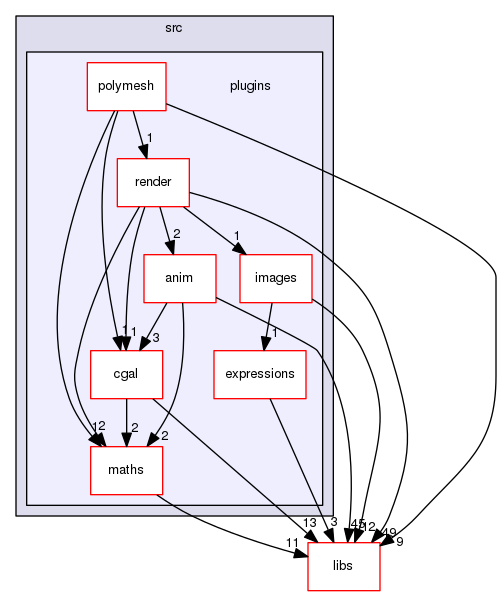 src
polymesh
plugins
1
render
2
1
anim
images
1 1
3
1
cgal
expressions
12
2
2
maths
13
3
45
12
49
9
11
libs